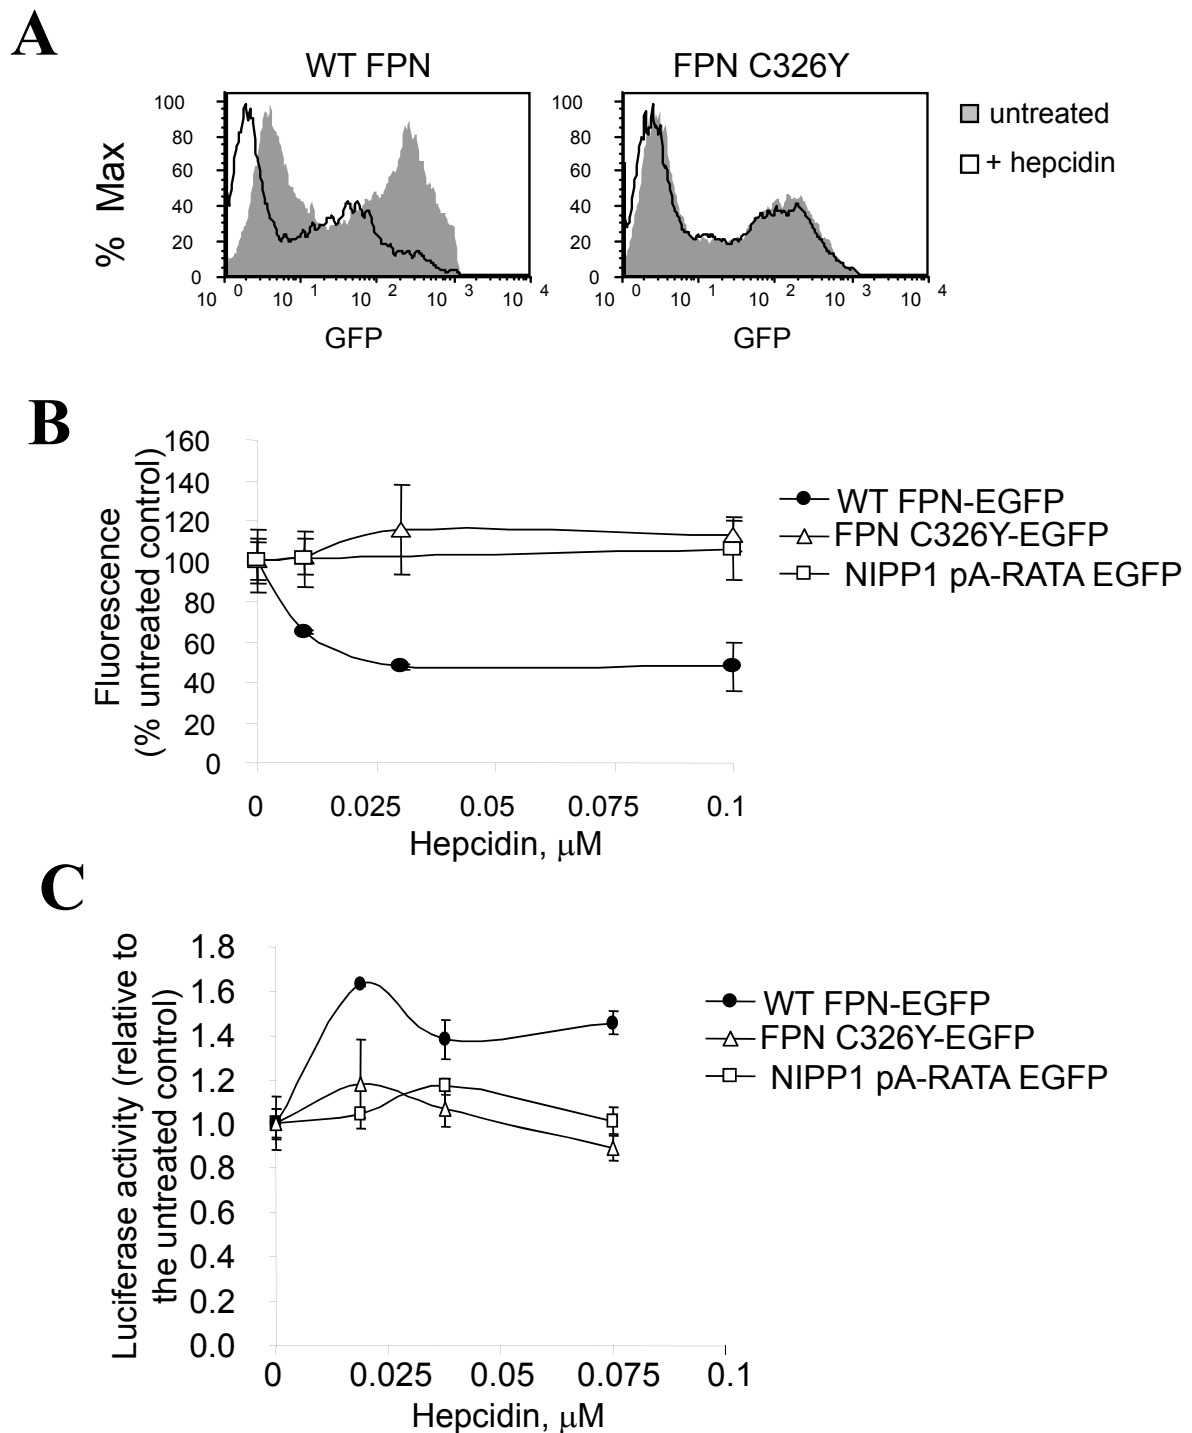 A
WT FPN
FPN C326Y
100
80
60
40
20
0
% Max
10 0 10 1 10 2 10 3 10 4
GFP
100
80
60
40
20
0
10 0 10 1 10 2 10 3 10 4
GFP
untreated
+ hepcidin
B
160
140
120
100
80
60
40
20
0
Fluorescence
(% untreated control)
0 0.025 0.05 0.075 0.1
Hepcidin, μM
WT FPN-EGFP
FPN C326Y-EGFP
NIPP1 pA-RATA EGFP
C
1.8
1.6
1.4
1.2
1.0
0.8
0.6
0.4
0.2
0.0
Luciferase activity (relative to
the untreated control)
0 0.025 0.05 0.075 0.1
Hepcidin, μM
WT FPN-EGFP
FPN C326Y-EGFP
NIPP1 pA-RATA EGFP